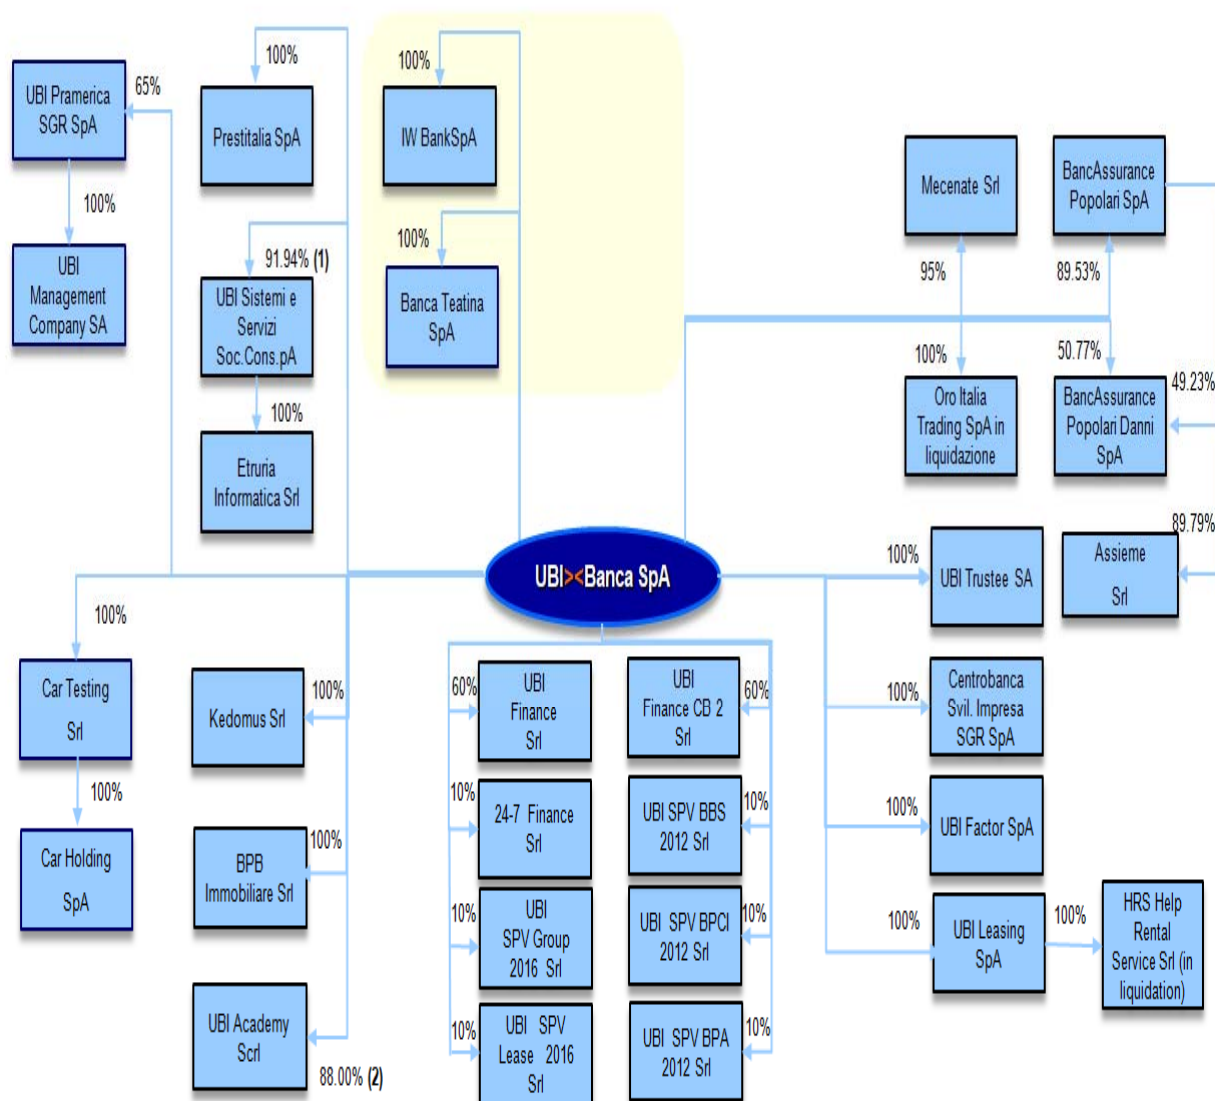 100%
UBI Pramerica
SGR SpA
65%
Prestitalia SpA
100%
IW BankSpA
100%
UBI
Management
Company SA
91.94% (1)
UBI Sistemi e
Servizi
Soc.Cons.pA
100%
Etruria
Informatica Srl
100%
Banca Teatina
SpA
Mecenate Srl
BancAssurance
Popolari SpA
95%
89.53%
100%
50.77%
Oro Italia
Trading SpA in
liquidazione
BancAssurance
Popolari Danni
SpA
49.23%
UBI><Banca SpA
100%
UBI Trustee SA
89.79%
Assieme
Srl
100%
Car Testing
Srl
100%
Car Holding
SpA
Kedomus Srl
100%
BPB
Immobiliare Srl
100%
UBI Academy
Scrl
88.00% (2)
60%
UBI
Finance
Srl
UBI
Finance CB 2
Srl
60%
10%
24-7 Finance
Srl
UBI SPV BBS
2012 Srl
10%
10%
UBI
SPV Group
2016 Srl
UBI SPV BPCI
2012 Srl
10%
10%
UBI SPV
Lease 2016
Srl
UBI SPV BPA
2012 Srl
10%
100%
Centrobanca
Svil. Impresa
SGR SpA
100%
UBI Factor SpA
100%
UBI Leasing
SpA
100%
HRS Help
Rental
Service Srl (in
liquidation)